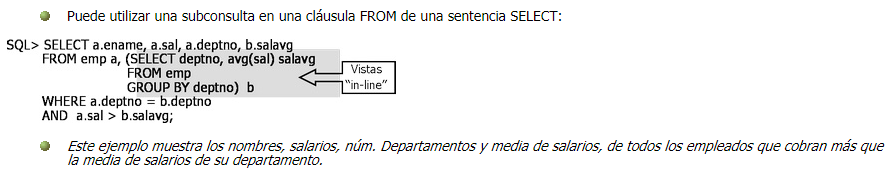 Puede utilizar una subconsulta en una cláusula FROM de una sentencia SELECT:
SQL> SELECT a.ename, a.sal, a.deptno, b.salavg
FROM emp a, (SELECT deptno, avg(sal) salavg
FROM emp
GROUP BY deptno) b
Vistas
“in-line”
WHERE a.deptno = b.deptno
AND a.sal > b.salavg;
Este ejemplo muestra los nombres, salarios, núm. Departamentos y media de salarios, de todos los empleados que cobran más que
la media de salarios de su departamento.